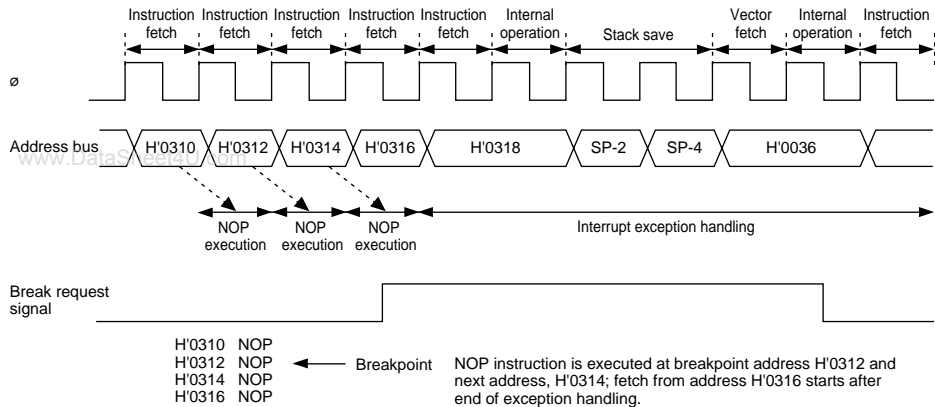 Instruction fetch
Instruction fetch
Instruction fetch
Instruction fetch
Instruction fetch
Internal operation
Stack save
Vector fetch
Internal operation
Instruction fetch
ø
Address bus
H'0310
H'0312
H'0314
H'0316
H'0318
SP-2
SP-4
H'0036
www.DataSheet4U.com
NOP execution
NOP execution
NOP execution
Interrupt exception handling
Break request
signal
H'0310 NOP
H'0312 NOP
H'0314 NOP
H'0316 NOP
Breakpoint
NOP instruction is executed at breakpoint address H'0312 and
next address, H'0314; fetch from address H'0316 starts after
end of exception handling.